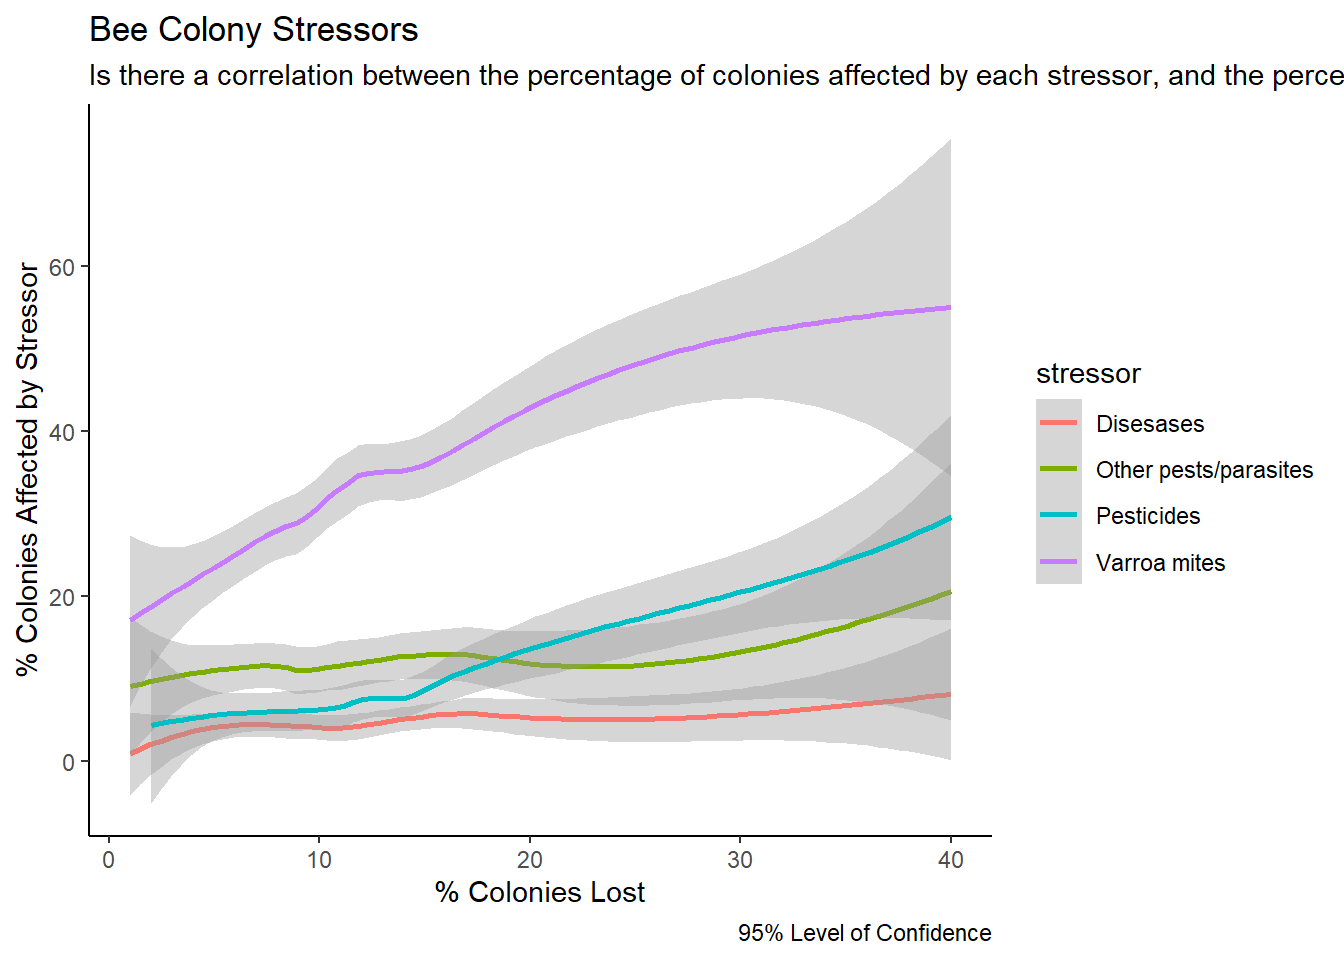 Bee Colony Stressors
Is there a correlation between the percentage of colonies affected by each stressor, and the perce
% Colonies Affected by Stressor
60
40
20
0
0 10 20 30 40
% Colonies Lost
95% Level of Confidence
stressor
Disesases
Other pests/parasites
Pesticides
Varroa mites